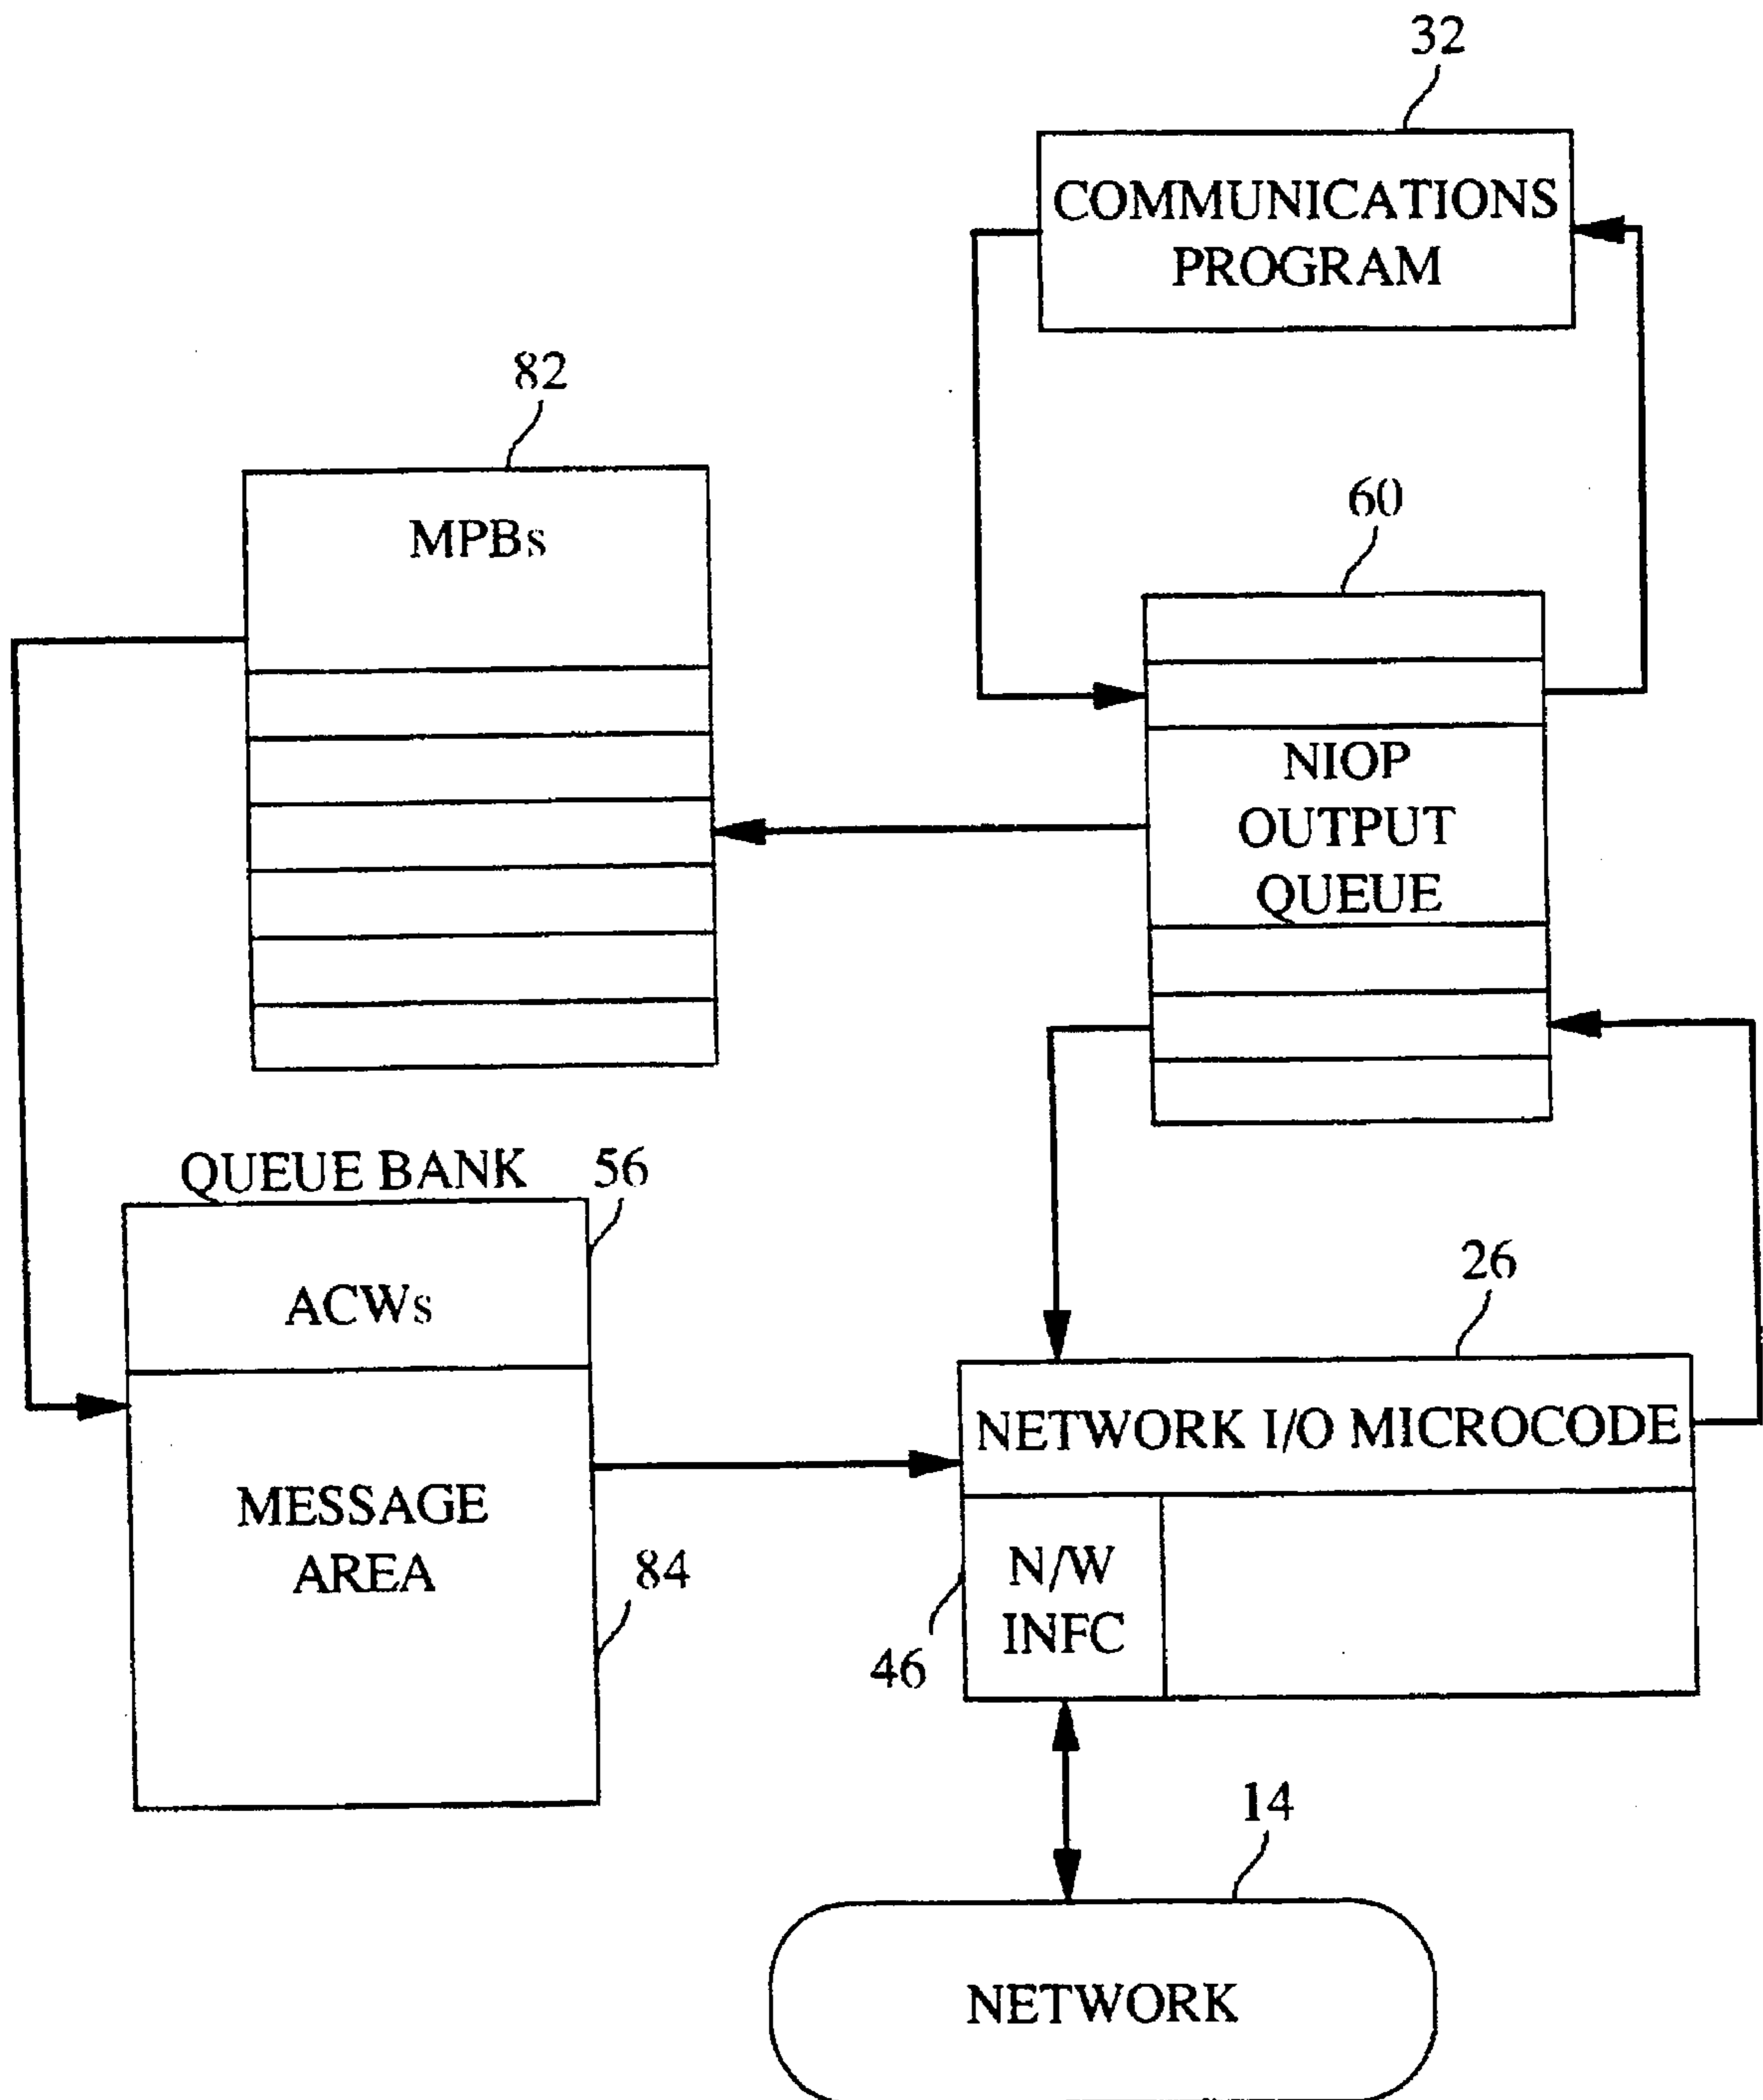 32
COMMUNICATIONS
PROGRAM
82
MPBs
60
NIOP
OUTPUT
QUEUE
QUEUE BANK
56
ACWs
26
NETWORK I/O MICROCODE
MESSAGE
AREA
84
N/W
INFC
46
14
NETWORK